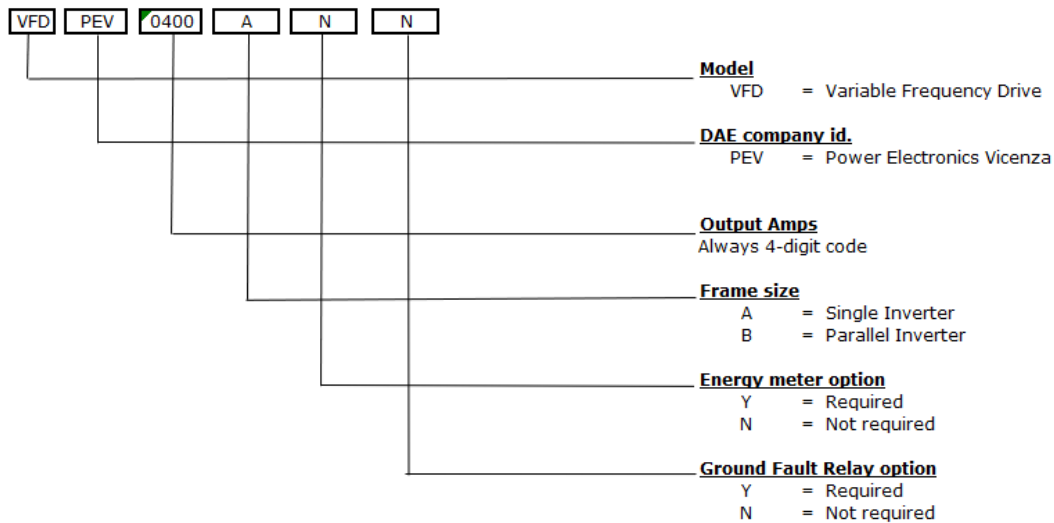 VFD PEV 0400 A N N
Model
VFD = Variable Frequency Drive
DAE company id.
PEV = Power Electronics Vicenza
Output Amps
Always 4-digit code
Frame size
A = Single Inverter
B = Parallel Inverter
Energy meter option
Y = Required
N = Not required
Ground Fault Relay option
Y = Required
N = Not required